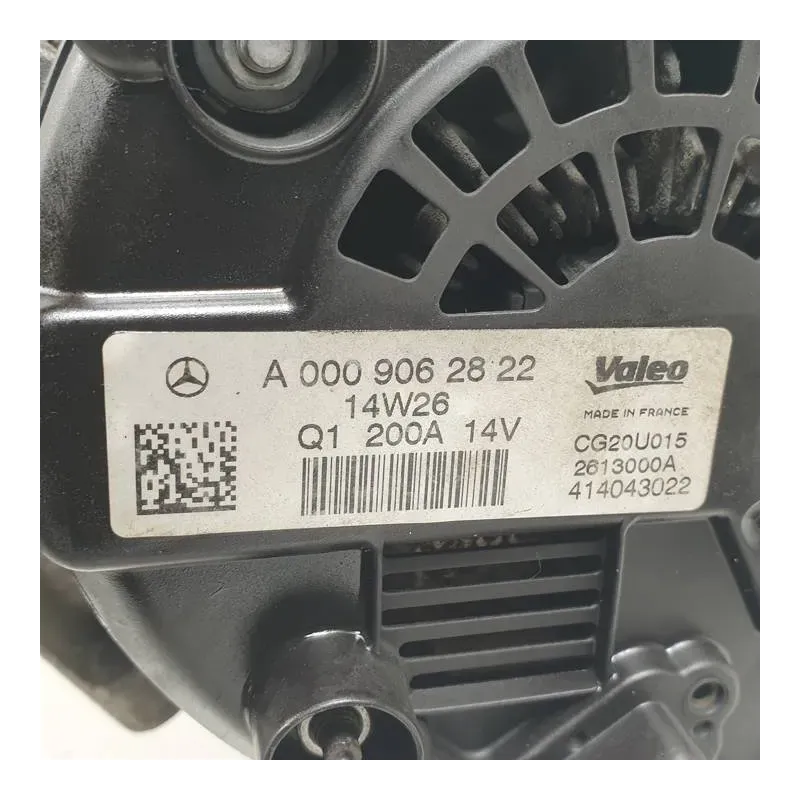 A 000 906 28 22
14W26
Q1 200A 14V
Valeo
MADE IN FRANCE
CG20U015
2613000A
414043022